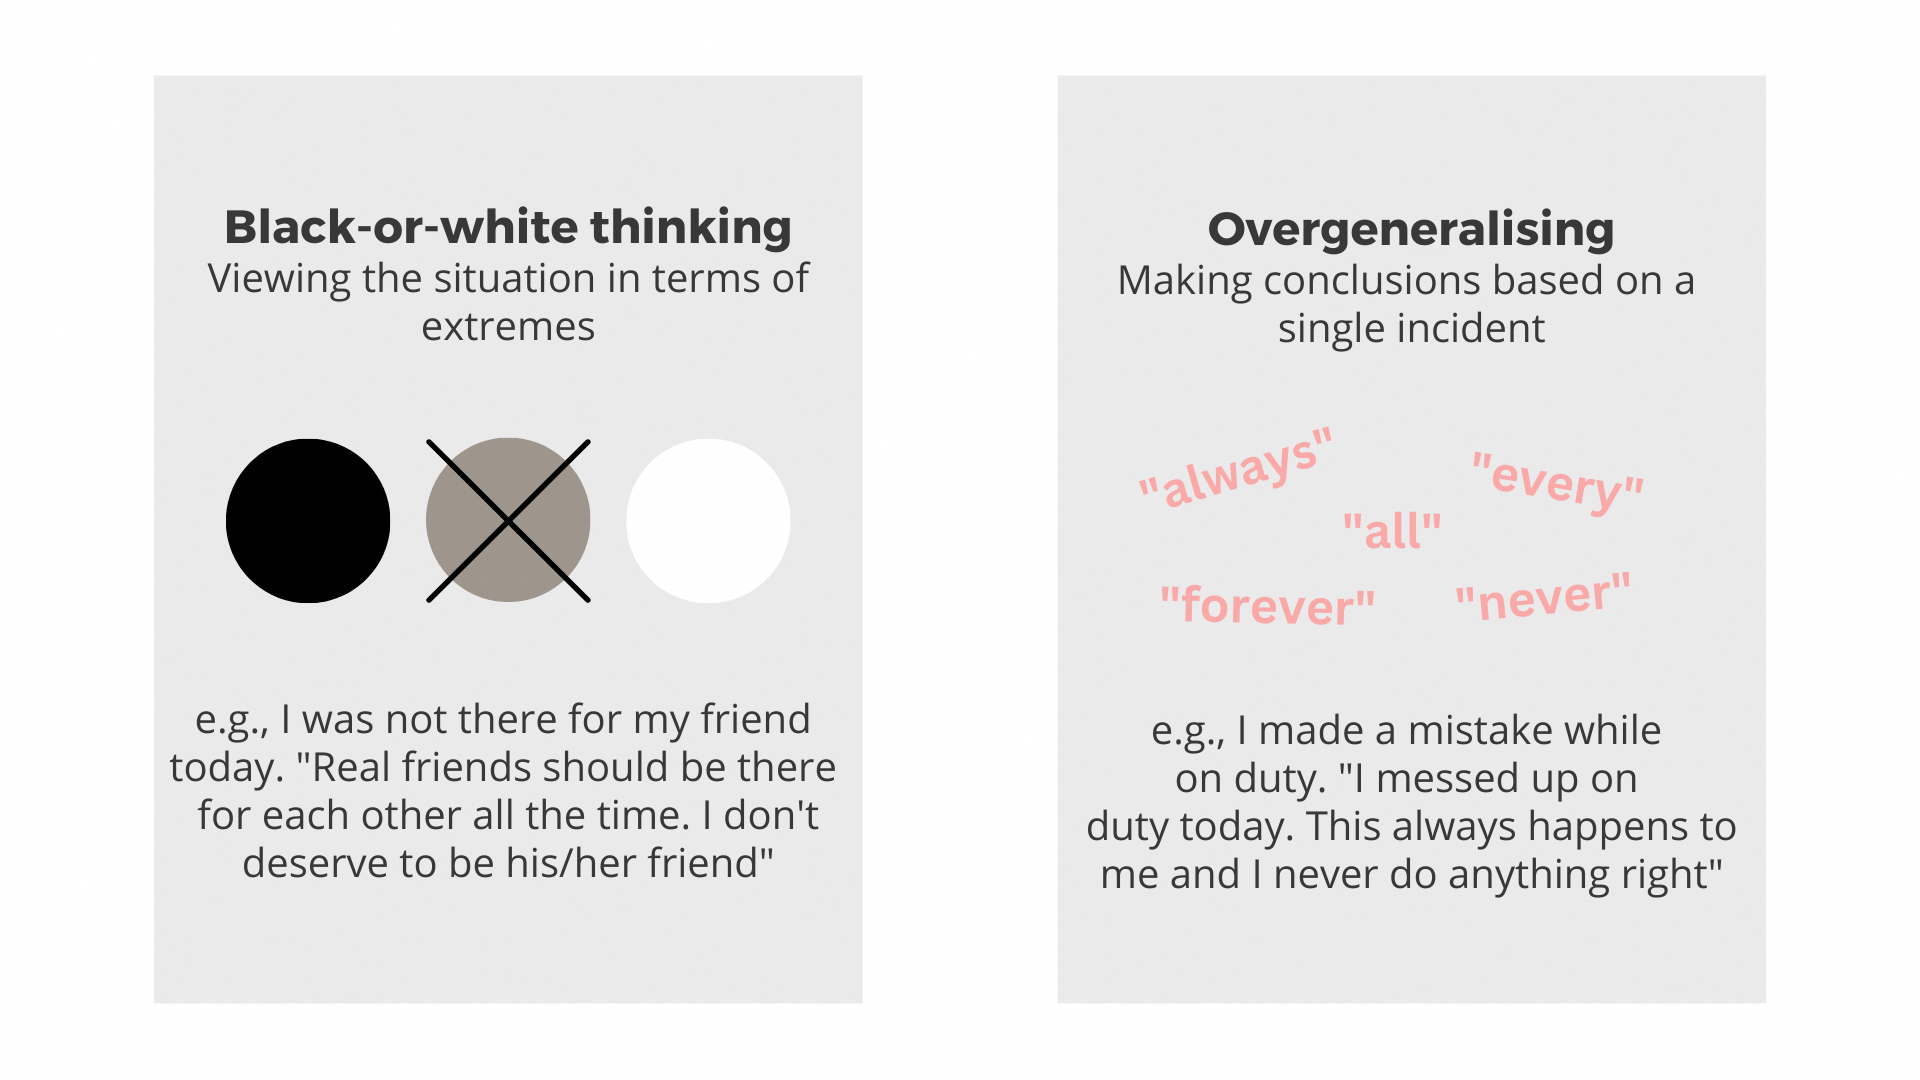 Black-or-white thinking
Viewing the situation in terms of
extremes
e.g., I was not there for my friend
today. "Real friends should be there
for each other all the time. I don't
deserve to be his/her friend"
Overgeneralising
Making conclusions based on a
single incident
"always"
"every"
"all"
"forever"
"never"
e.g., I made a mistake while
on duty. "I messed up on
duty today. This always happens to
me and I never do anything right"